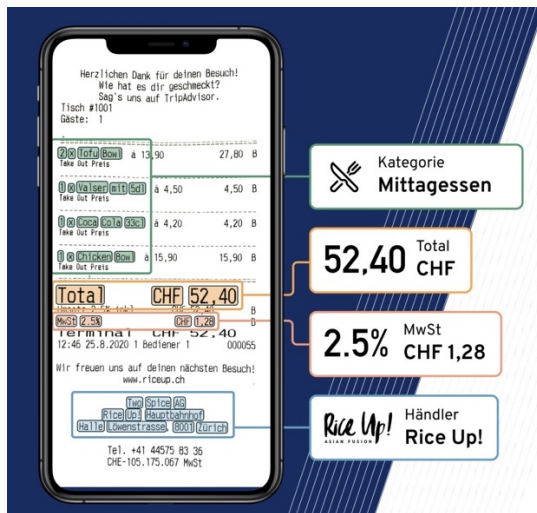 Herzlichen Dank für deinen Besuch!
Wie hat es dir geschmeckt?
Sag's uns auf TripAdvisor.
Tisch #1001
Gäste: 1
2 x Tofu Bowl à 13,90 27,80 B
Take Out Preis
1 x Valser mit 5dl à 4,50 4,50 B
Take Out Preis
1 x Coca Cola 33cl à 4,20 4,20 B
Take Out Preis
1 x Chicken Bowl à 15,90 15,90 B
Take Out Preis
Total CHF 52,40
B
MwSt 2.5% CHF 1,28 B
Terminal CHF 52,40
12:46 25.8.2020 1 Bediener 1 000055
Wir freuen uns auf deinen nächsten Besuch!
www.riceup.ch
Two Spice AG
Rice Up! Hauptbahnhof
Halle Löwenstrasse, 8001 Zürich
Tel. +41 44575 83 36
CHE-105.175.067 MwSt
Kategorie
Mittagessen
52,40 Total
CHF
2.5% MwSt
CHF 1,28
Rice Up!
ASIAN FUSION
Händler
Rice Up!